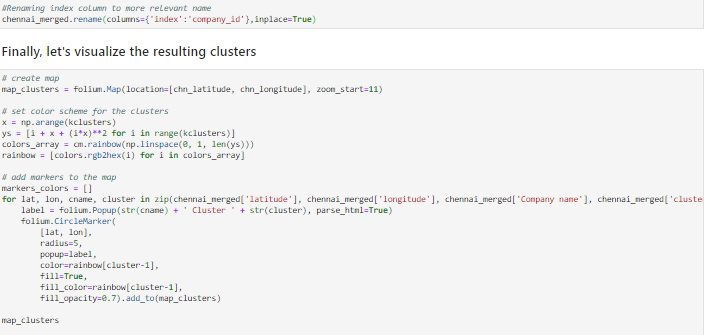 #Renaming index column to more relevant name
chennai_merged.rename(columns={'index':'company_id'},inplace=True)
Finally, let's visualize the resulting clusters
# create map
map_clusters = folium.Map(location=[chn_latitude, chn_longitude], zoom_start=11)
# set color scheme for the clusters
x = np.arange(kclusters)
ys = [i + x + (i*x)**2 for i in range(kclusters)]
colors_array = cm.rainbow(np.linspace(0, 1, len(ys)))
rainbow = [colors.rgb2hex(i) for i in colors_array]
# add markers to the map
markers_colors = []
for lat, lon, cname, cluster in zip(chennai_merged['latitude'], chennai_merged['longitude'], chennai_merged['Company name'], chennai_merged['cluste
label = folium.Popup(str(cname) + ' Cluster ' + str(cluster), parse_html=True)
folium.CircleMarker(
[lat, lon],
radius=5,
popup=label,
color=rainbow[cluster-1],
fill=True,
fill_color=rainbow[cluster-1],
fill_opacity=0.7).add_to(map_clusters)
map_clusters